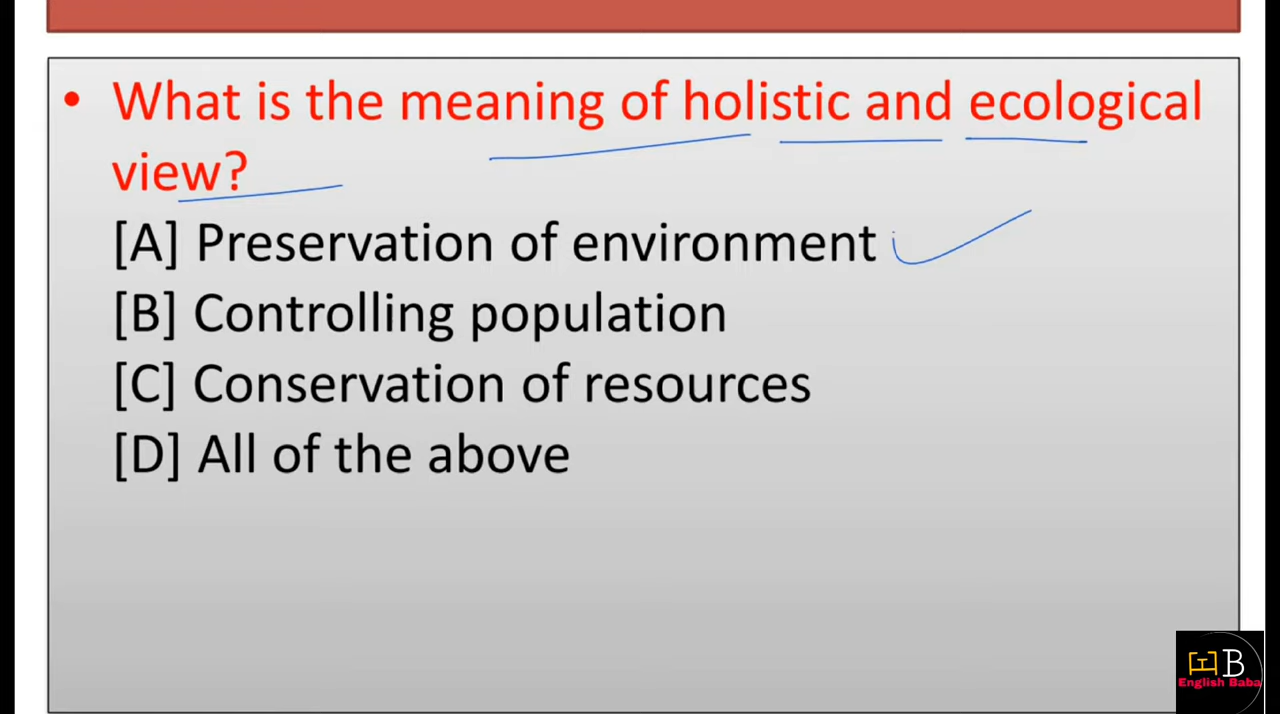 • What is the meaning of holistic and ecological
view?
[A] Preservation of environment
[B] Controlling population
[C] Conservation of resources
[D] All of the above
EB
English Baba